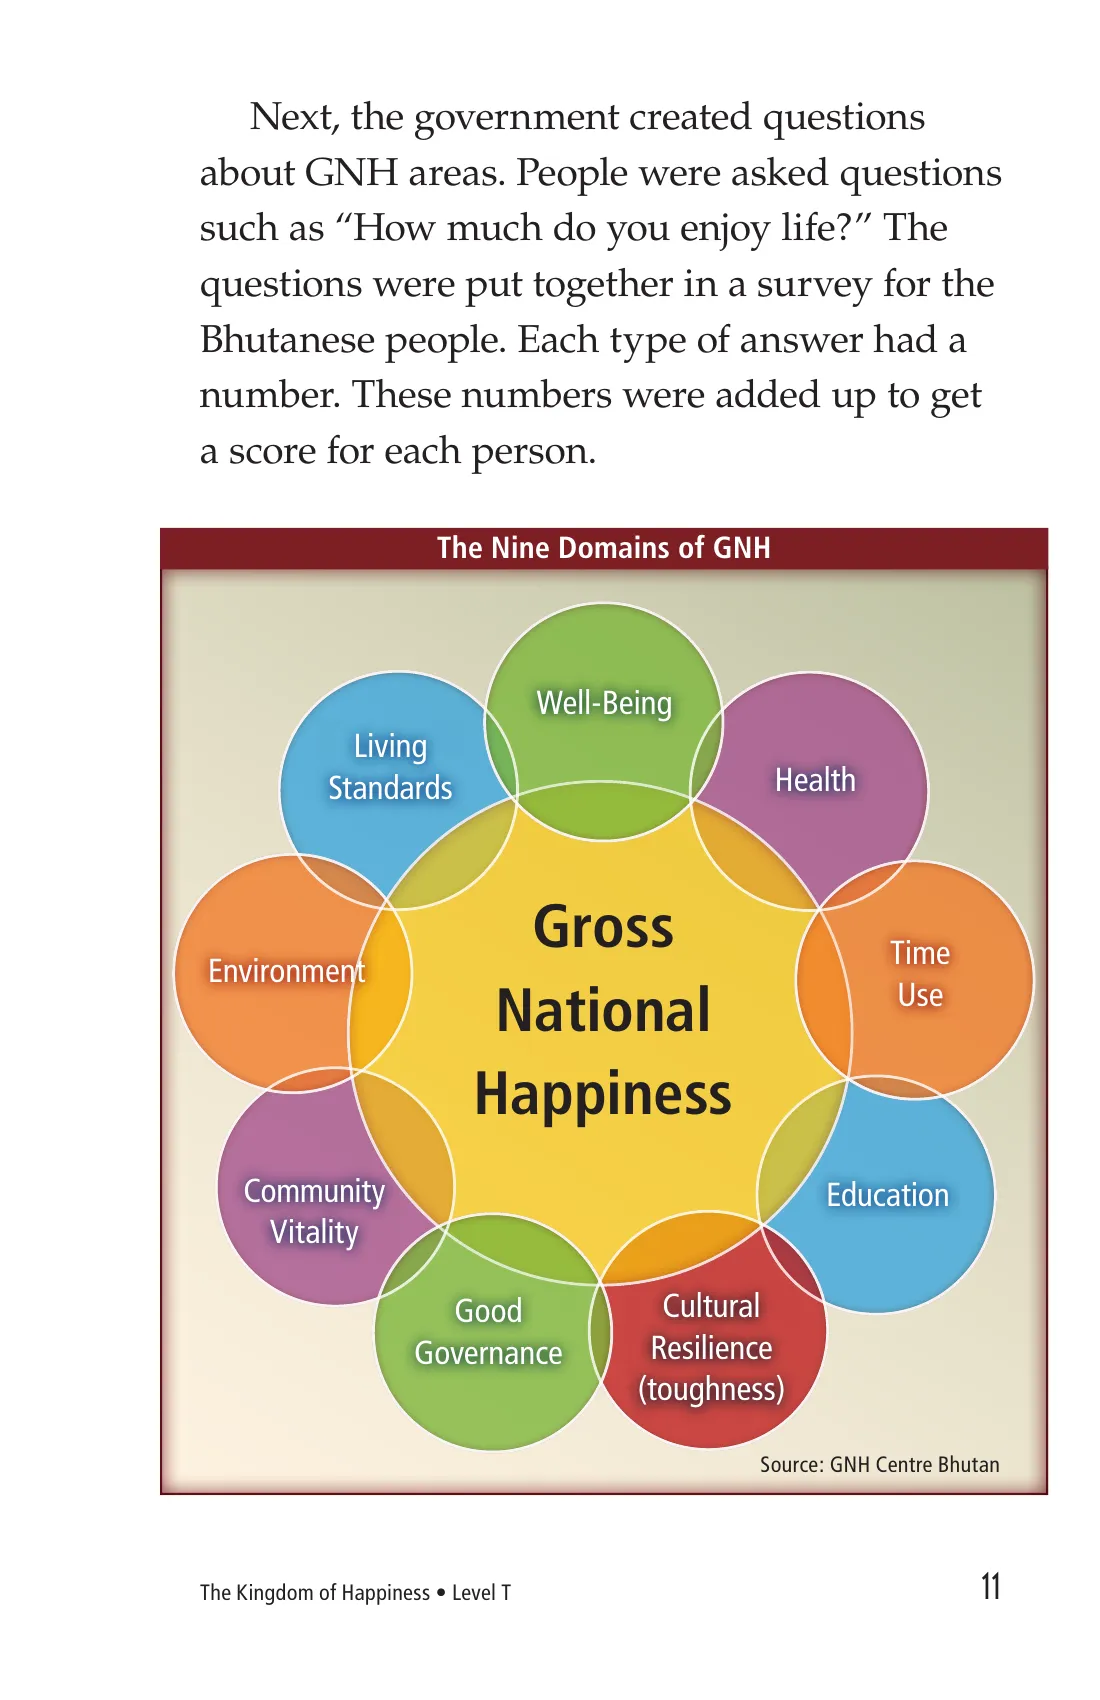 Next, the government created questions
about GNH areas. People were asked questions
such as “How much do you enjoy life?” The
questions were put together in a survey for the
Bhutanese people. Each type of answer had a
number. These numbers were added up to get
a score for each person.
The Nine Domains of GNH
Well-Being
Living
Standards
Health
Gross
National
Happiness
Environment
Time
Use
Community
Vitality
Education
Good
Governance
Cultural
Resilience
(toughness)
Source: GNH Centre Bhutan
The Kingdom of Happiness • Level T
11